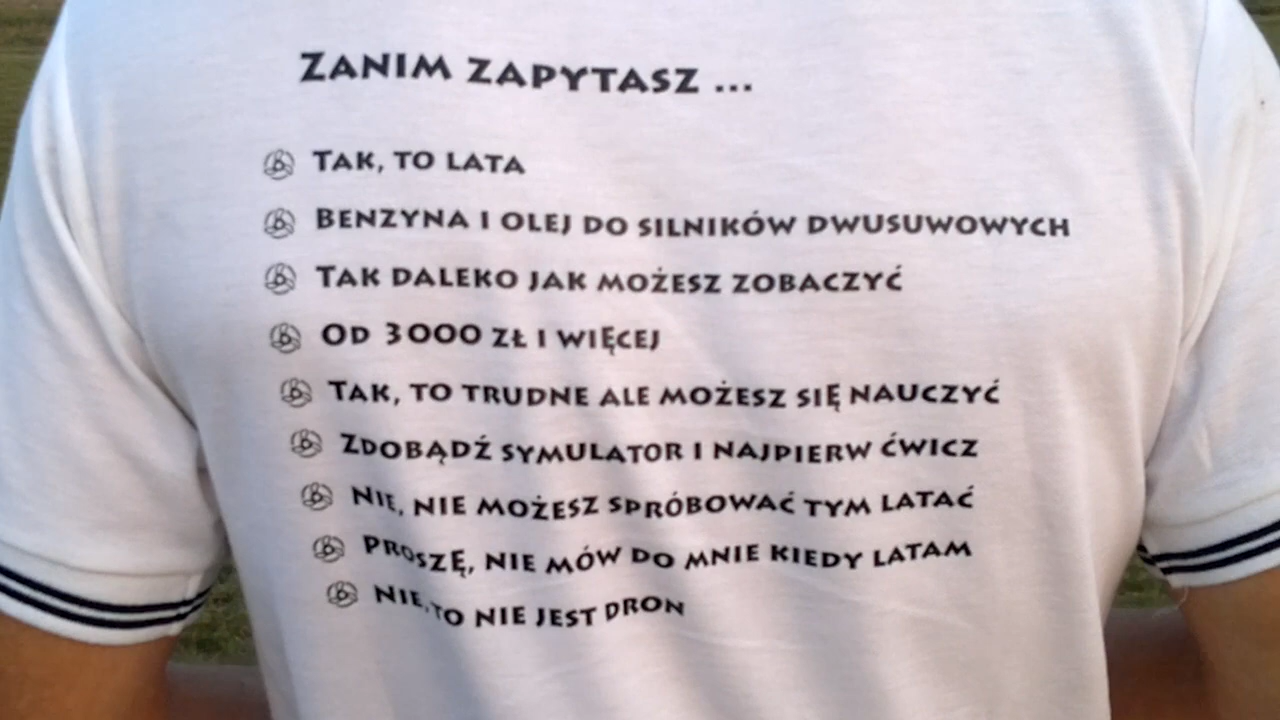 ZANIM ZAPYTASZ ...
TAK, TO LATA
BENZYNA I OLEJ DO SILNIKÓW DWUSUWOWYCH
TAK DALEKO JAK MOŻESZ ZOBACZYĆ
OD 3000 ZŁ I WIĘCEJ
TAK, TO TRUDNE ALE MOŻESZ SIĘ NAUCZYĆ
ZDOBĄDŹ SYMULATOR I NAJPIERW ĆWICZ
NIE, NIE MOŻESZ SPRÓBOWAĆ TYM LATAĆ
PROSZĘ, NIE MÓW DO MNIE KIEDY LATAM
NIE, TO NIE JEST DRON